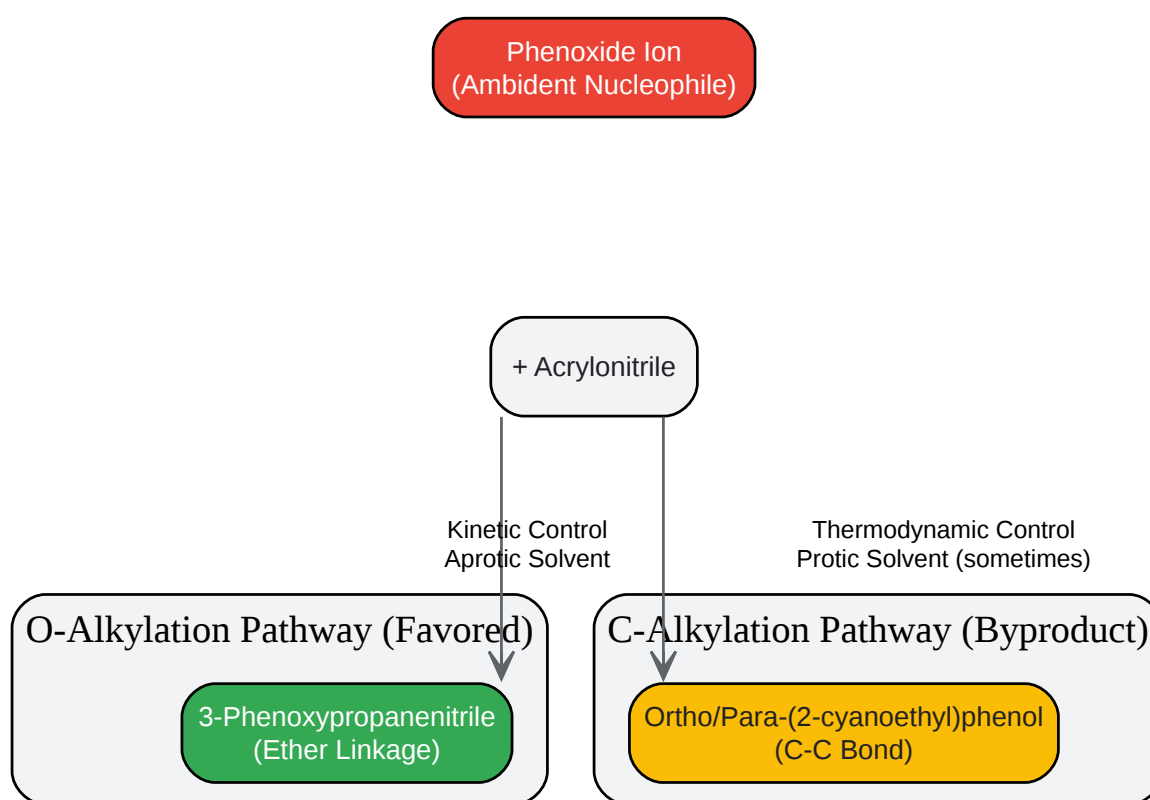 Phenoxide Ion
(Ambident Nucleophile)
+ Acrylonitrile
Kinetic Control
Aprotic Solvent
Thermodynamic Control
Protic Solvent (sometimes)
O-Alkylation Pathway (Favored)
3-Phenoxypropanenitrile
(Ether Linkage)
C-Alkylation Pathway (Byproduct)
Ortho/Para-(2-cyanoethyl)phenol
(C-C Bond)